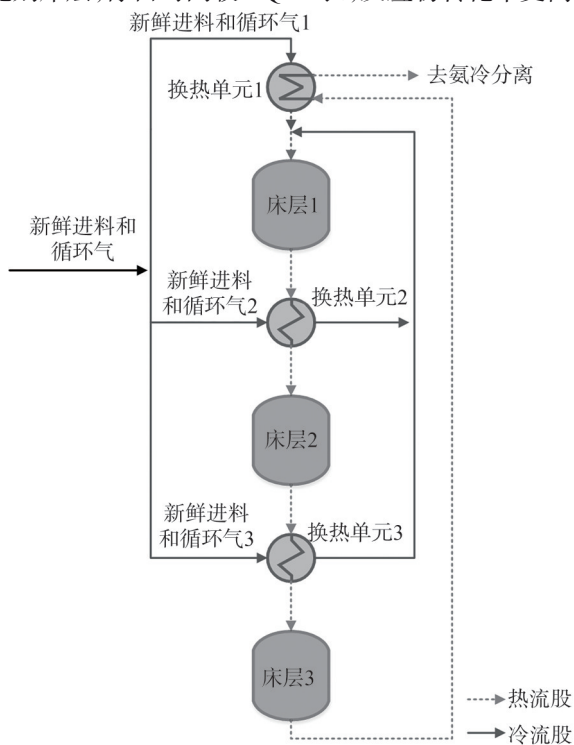 新鲜进料和循环气1
换热单元1
去氨冷分离
床层1
新鲜进料和
循环气
新鲜进料
和循环气2
换热单元2
床层2
新鲜进料
和循环气3
换热单元3
床层3
热流股
冷流股